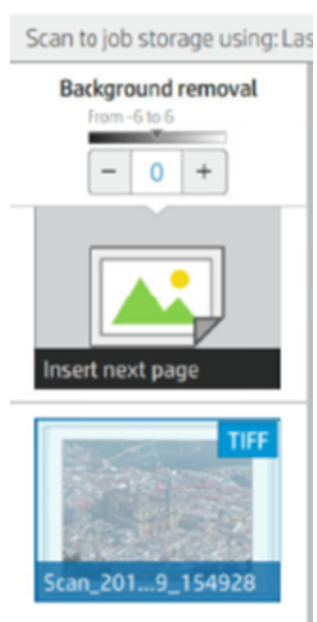 Scan to job storage using: Las
Background removal
From -6 to 6
− 0 +
Insert next page
TIFF
Scan_201...9_154928